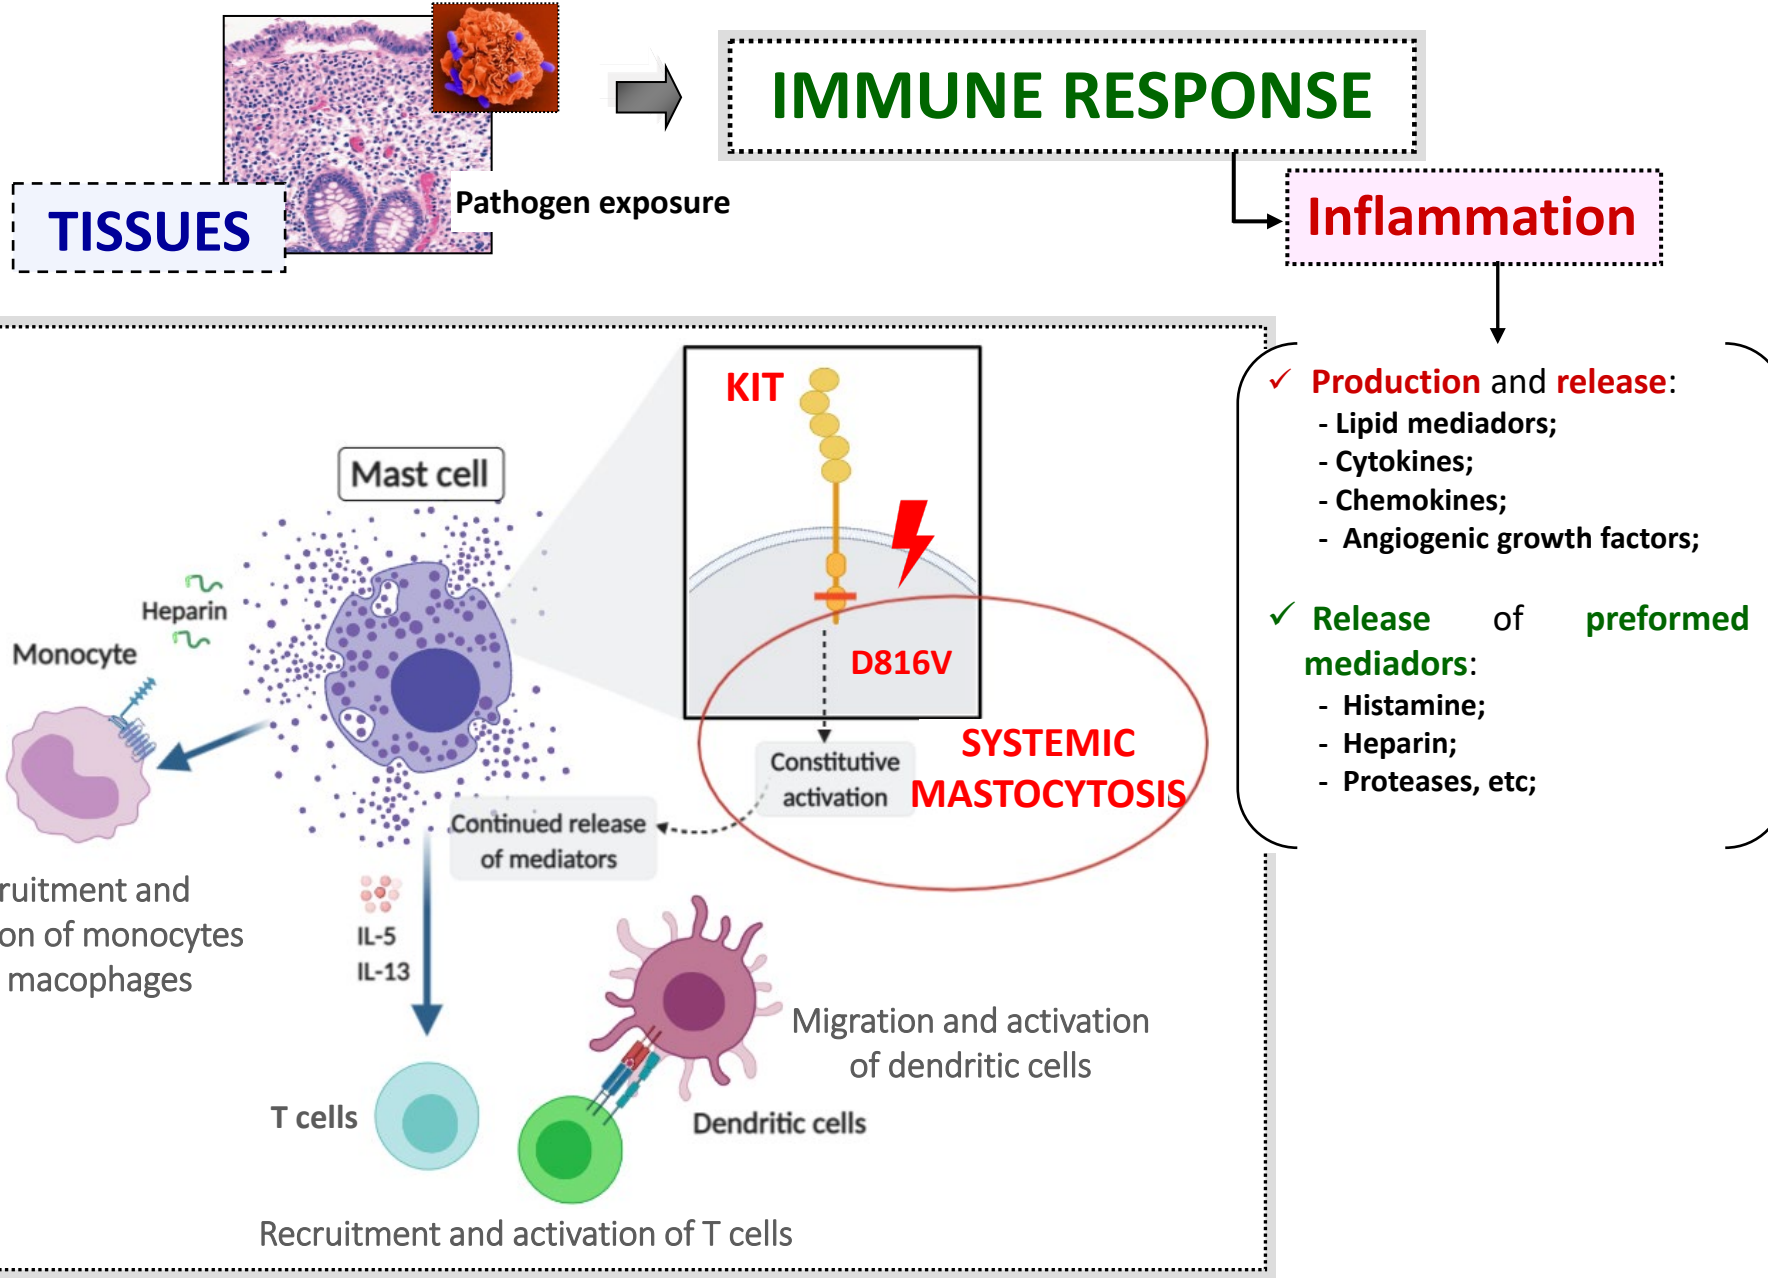 IMMUNE RESPONSE
Pathogen exposure
TISSUES
Inflammation
✓ Production and release:
- Lipid mediadors;
- Cytokines;
- Chemokines;
- Angiogenic growth factors;
✓ Release of preformed
mediadors:
- Histamine;
- Heparin;
- Proteases, etc;
KIT
Mast cell
Heparin
Monocyte
D816V
SYSTEMIC
MASTOCYTOSIS
Constitutive
activation
Continued release
of mediators
ruitment and
on of monocytes
macophages
IL-5
IL-13
Migration and activation
of dendritic cells
T cells
Dendritic cells
Recruitment and activation of T cells